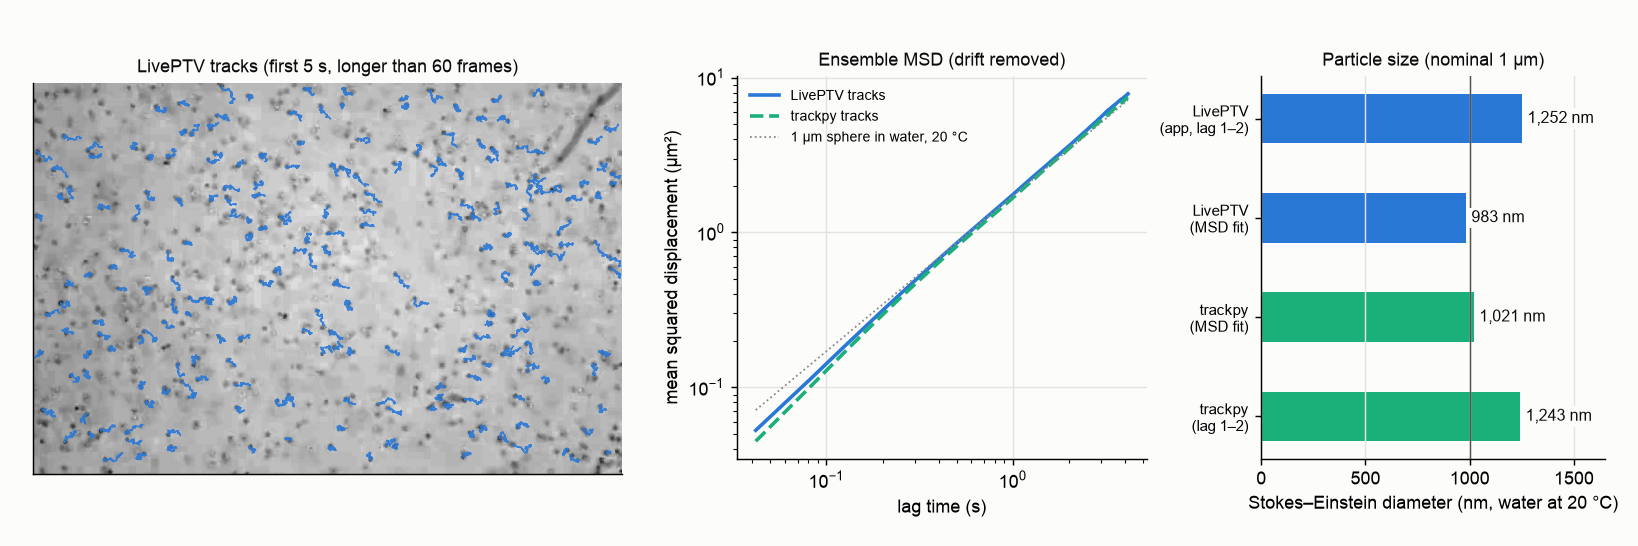 LivePTV tracks (first 5 s, longer than 60 frames)
Ensemble MSD (drift removed)
mean squared displacement (µm²)
10¹
10⁰
10⁻¹
LivePTV tracks
trackpy tracks
1 µm sphere in water, 20 °C
10⁻¹
10⁰
lag time (s)
Particle size (nominal 1 µm)
LivePTV
(app, lag 1–2)
1,252 nm
LivePTV
(MSD fit)
983 nm
trackpy
(MSD fit)
1,021 nm
trackpy
(lag 1–2)
1,243 nm
0
500
1000
1500
Stokes–Einstein diameter (nm, water at 20 °C)